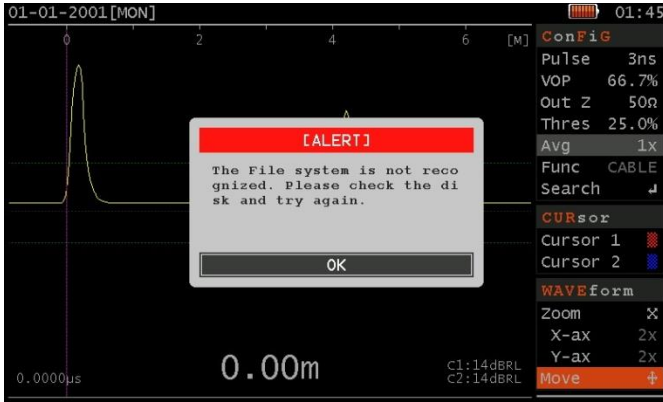 01-01-2001[MON]
01:45
0 2 4 6 [M]
ConFiG
Pulse 3ns
VOP 66.7%
Out Z 50Ω
Thres 25.0%
Avg 1x
Func CABLE
Search
[ALERT]
The File system is not reco
gnized. Please check the di
sk and try again.
OK
CURsor
Cursor 1
Cursor 2
WAVEform
Zoom
X-ax 2x
Y-ax 2x
Move
0.0000µs
0.00m
C1:14dBRL
C2:14dBRL